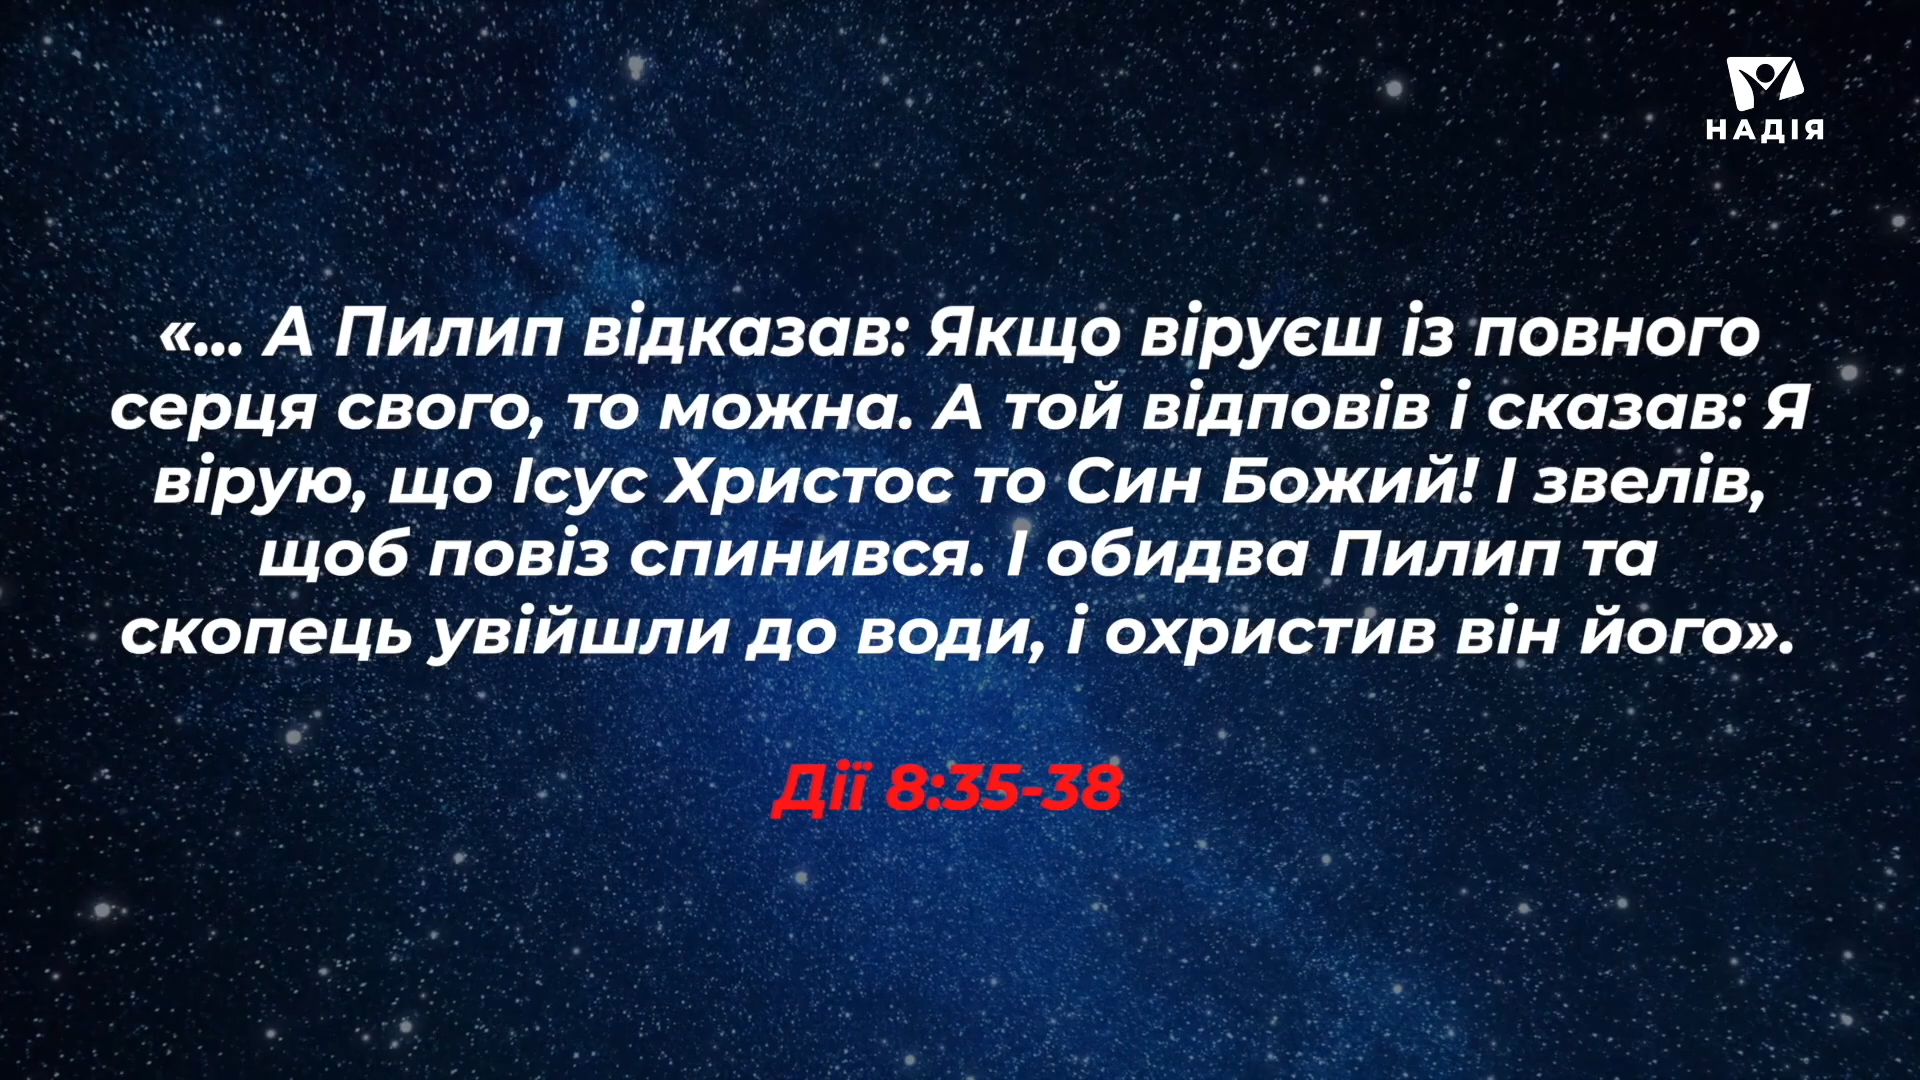 НАДІЯ
«... А Пилип відказав: Якщо віруєш із повного
серця свого, то можна. А той відповів і сказав: Я
вірую, що Ісус Христос то Син Божий! І звелів,
щоб повіз спинився. І обидва Пилип та
скопець увійшли до води, і охристив він його».
Дії 8:35-38